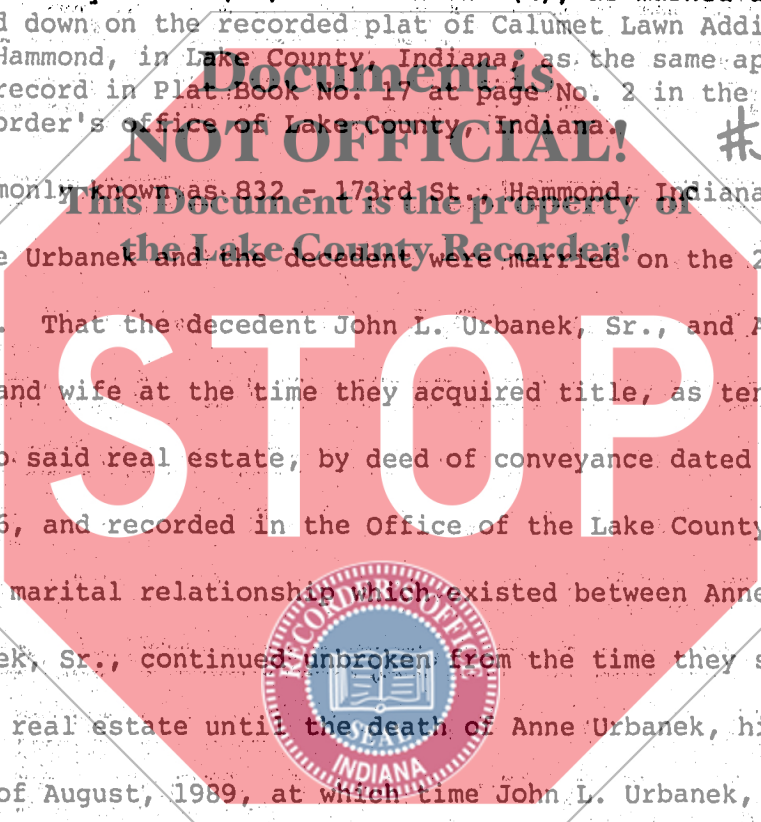 d down on the recorded plat of Calumet Lawn Addi
Hammond, in Lake County, Indiana, as the same ap
record in Plat Book No. 17 at page No. 2 in the
order's office of Lake County, Indiana.
monly known as 832 - 173rd St., Hammond, Indiana
e Urbanek and the decedent were married on the 2
. That the decedent John L. Urbanek, Sr., and A
and wife at the time they acquired title, as ten
o said real estate, by deed of conveyance dated
6, and recorded in the Office of the Lake County
marital relationship which existed between Anne
ek, Sr., continued unbroken from the time they s
real estate until the death of Anne Urbanek, hi
of August, 1989, at which time John L. Urbanek,
Document is
NOT OFFICIAL!
This Document is the property of
the Lake County Recorder!
STOP
RECORDER'S OFFICE
SEAL
INDIANA